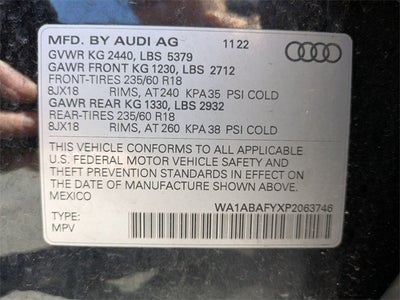 MFD. BY AUDI AG 11 22
GVWR KG 2440, LBS 5379
GAWR FRONT KG 1230, LBS 2712
FRONT-TIRES 235/60 R18
8JX18 RIMS, AT 240 KPA 35 PSI COLD
GAWR REAR KG 1330, LBS 2932
REAR-TIRES 235/60 R18
8JX18 RIMS, AT 260 KPA 38 PSI COLD
THIS VEHICLE CONFORMS TO ALL APPLICABLE
U.S. FEDERAL MOTOR VEHICLE SAFETY AND
THEFT PREVENTION STANDARDS IN EFFECT ON
THE DATE OF MANUFACTURE SHOWN ABOVE.
MEXICO
WA1ABAFYXP2063746
TYPE:
MPV